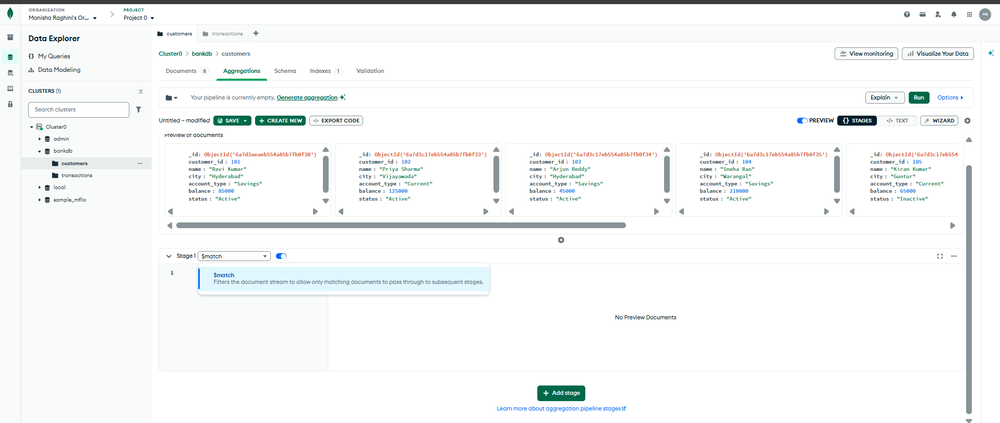 ORGANIZATION
Monisha Raghini's Or...
PROJECT
Project 0
MR
Data Explorer
My Queries
Data Modeling
CLUSTERS (1)
Search clusters
Cluster0
admin
bankdb
customers
transactions
local
sample_mflix
customers
transactions
Cluster0 > bankdb > customers
View monitoring
Visualize Your Data
Documents 8
Aggregations
Schema
Indexes 1
Validation
Your pipeline is currently empty. Generate aggregation
Explain
Run
Options
Untitled – modified
SAVE
CREATE NEW
EXPORT CODE
PREVIEW
STAGES
TEXT
WIZARD
Preview of documents
_id: ObjectId('6a7d3aeaeb554a85b7fb0f30')
customer_id : 101
name : "Ravi Kumar"
city : "Hyderabad"
account_type : "Savings"
balance : 85000
status : "Active"
_id: ObjectId('6a7d3c17eb554a85b7fb0f33')
customer_id : 102
name : "Priya Sharma"
city : "Vijayawada"
account_type : "Current"
balance : 125000
status : "Active"
_id: ObjectId('6a7d3c17eb554a85b7fb0f34')
customer_id : 103
name : "Arjun Reddy"
city : "Hyderabad"
account_type : "Savings"
balance : 45000
status : "Active"
_id: ObjectId('6a7d3c17eb554a85b7fb0f35')
customer_id : 104
name : "Sneha Rao"
city : "Warangal"
account_type : "Savings"
balance : 210000
status : "Active"
_id: ObjectId('6a7d3c17eb554
customer_id : 105
name : "Kiran Kumar"
city : "Guntur"
account_type : "Current"
balance : 65000
status : "Inactive"
Stage 1 $match
1
$match
Filters the document stream to allow only matching documents to pass through to subsequent stages.
No Preview Documents
Add stage
Learn more about aggregation pipeline stages